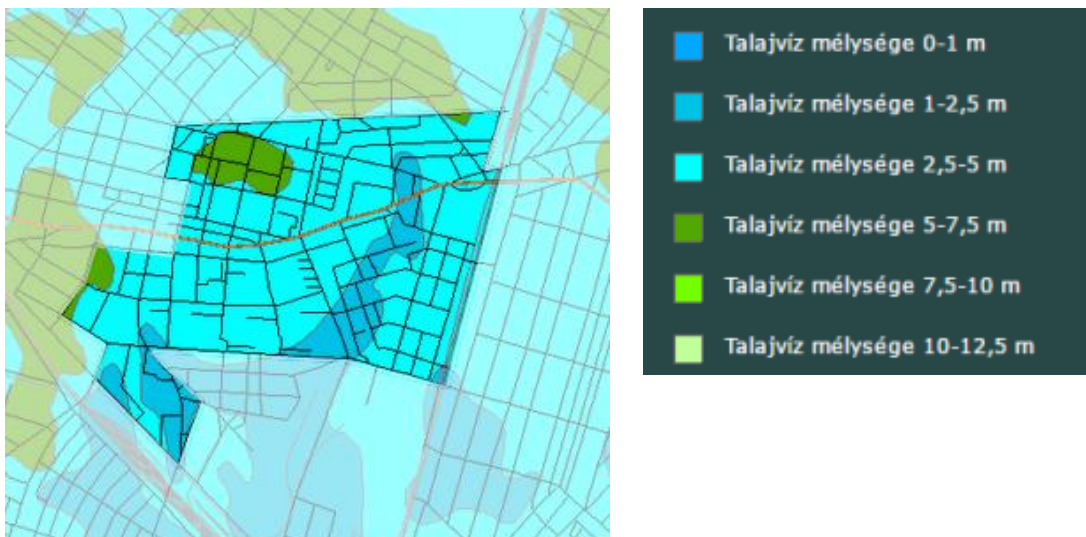 Talajvíz mélysége 0-1 m
Talajvíz mélysége 1-2,5 m
Talajvíz mélysége 2,5-5 m
Talajvíz mélysége 5-7,5 m
Talajvíz mélysége 7,5-10 m
Talajvíz mélysége 10-12,5 m